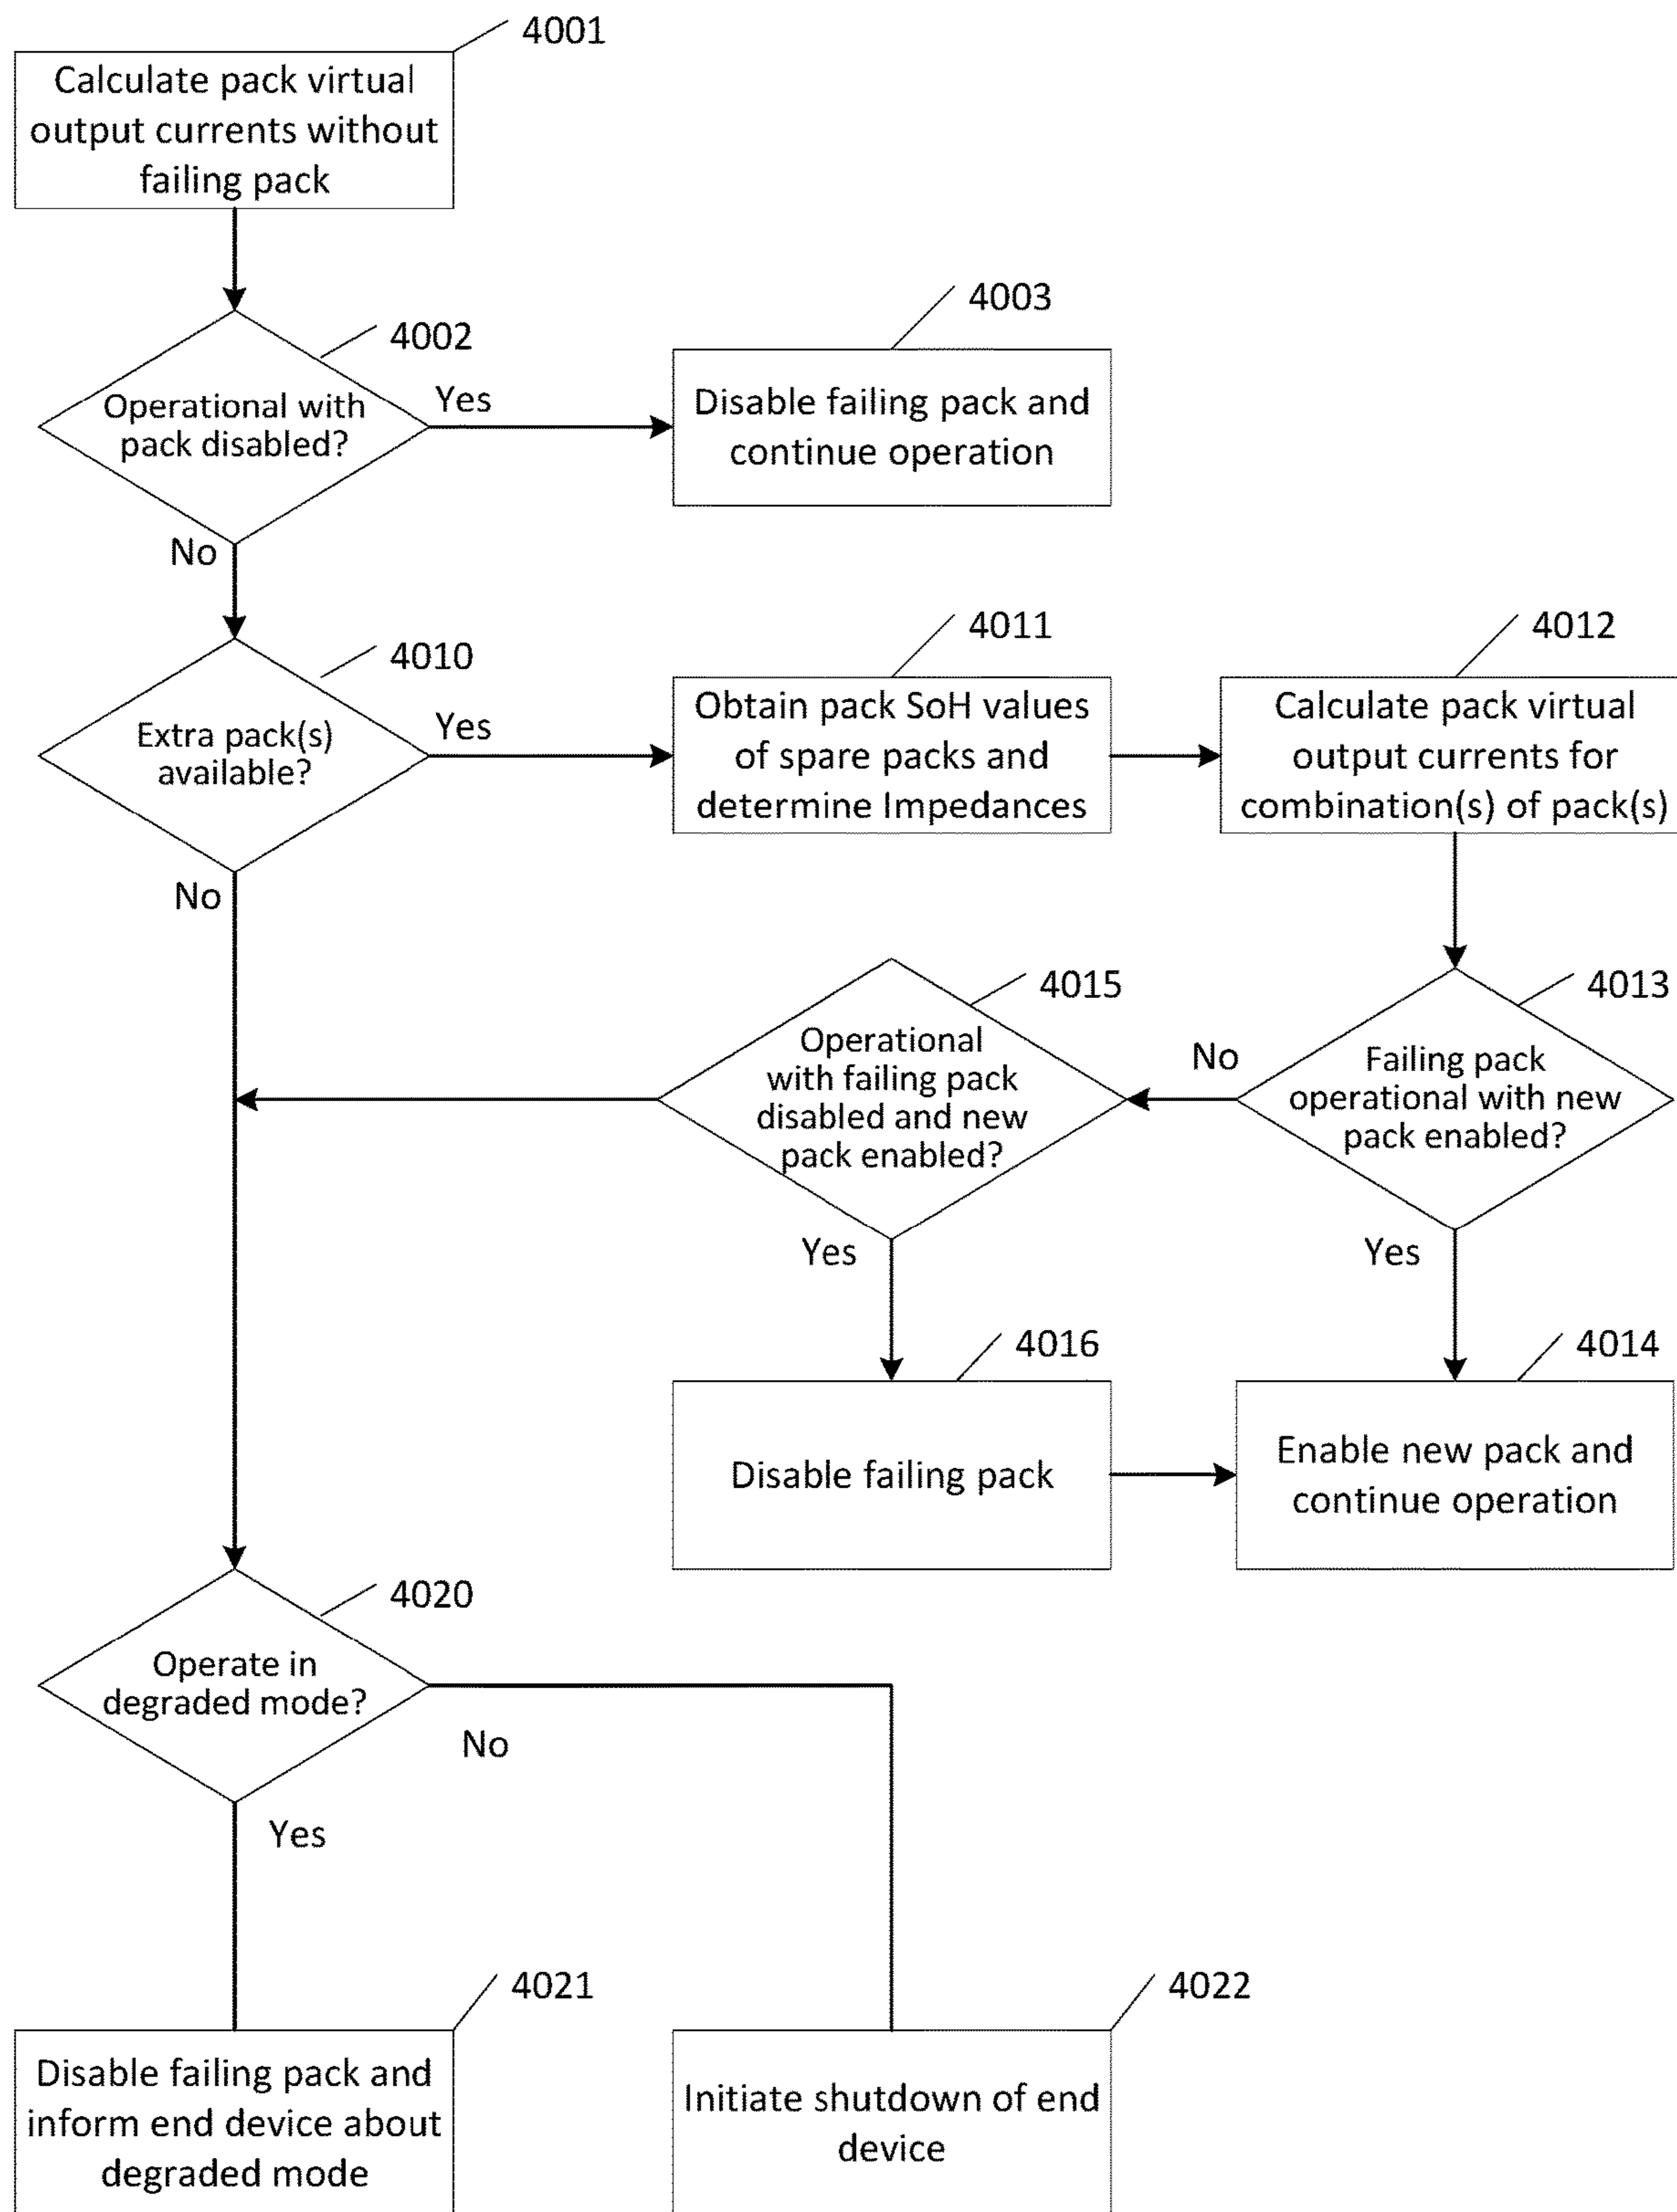 4001
Calculate pack virtual
output currents without
failing pack
4002
Operational with
pack disabled?
Yes
No
4003
Disable failing pack and
continue operation
4010
Extra pack(s)
available?
Yes
No
4011
Obtain pack SoH values
of spare packs and
determine Impedances
4012
Calculate pack virtual
output currents for
combination(s) of pack(s)
4013
Failing pack
operational with new
pack enabled?
No
Yes
4015
Operational
with failing pack
disabled and new
pack enabled?
Yes
4016
Disable failing pack
4014
Enable new pack and
continue operation
4020
Operate in
degraded mode?
No
Yes
4021
Disable failing pack and
inform end device about
degraded mode
4022
Initiate shutdown of end
device